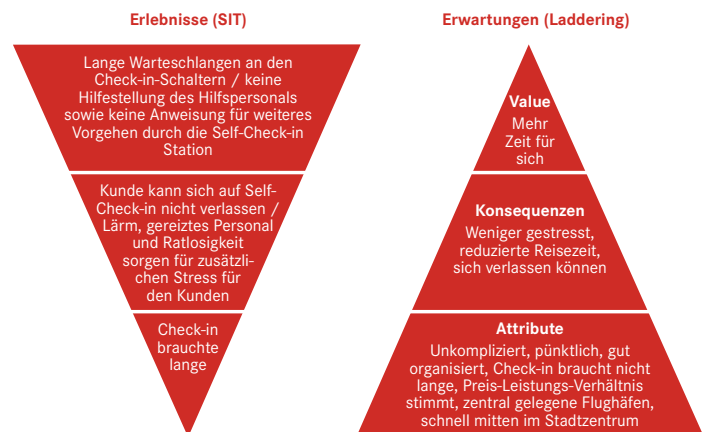 Erlebnisse (SIT)
Lange Warteschlangen an den
Check-in-Schaltern / keine
Hilfestellung des Hilfspersonals
sowie keine Anweisung für weiteres
Vorgehen durch die Self-Check-in
Station
Kunde kann sich auf Self-
Check-in nicht verlassen /
Lärm, gereiztes Personal
und Ratlosigkeit
sorgen für zusätzli-
chen Stress für
den Kunden
Check-in
brauchte
lange
Erwartungen (Laddering)
Value
Mehr
Zeit für
sich
Konsequenzen
Weniger gestresst,
reduzierte Reisezeit,
sich verlassen können
Attribute
Unkompliziert, pünktlich, gut
organisiert, Check-in braucht nicht
lange, Preis-Leistungs-Verhältnis
stimmt, zentral gelegene Flughäfen,
schnell mitten im Stadtzentrum